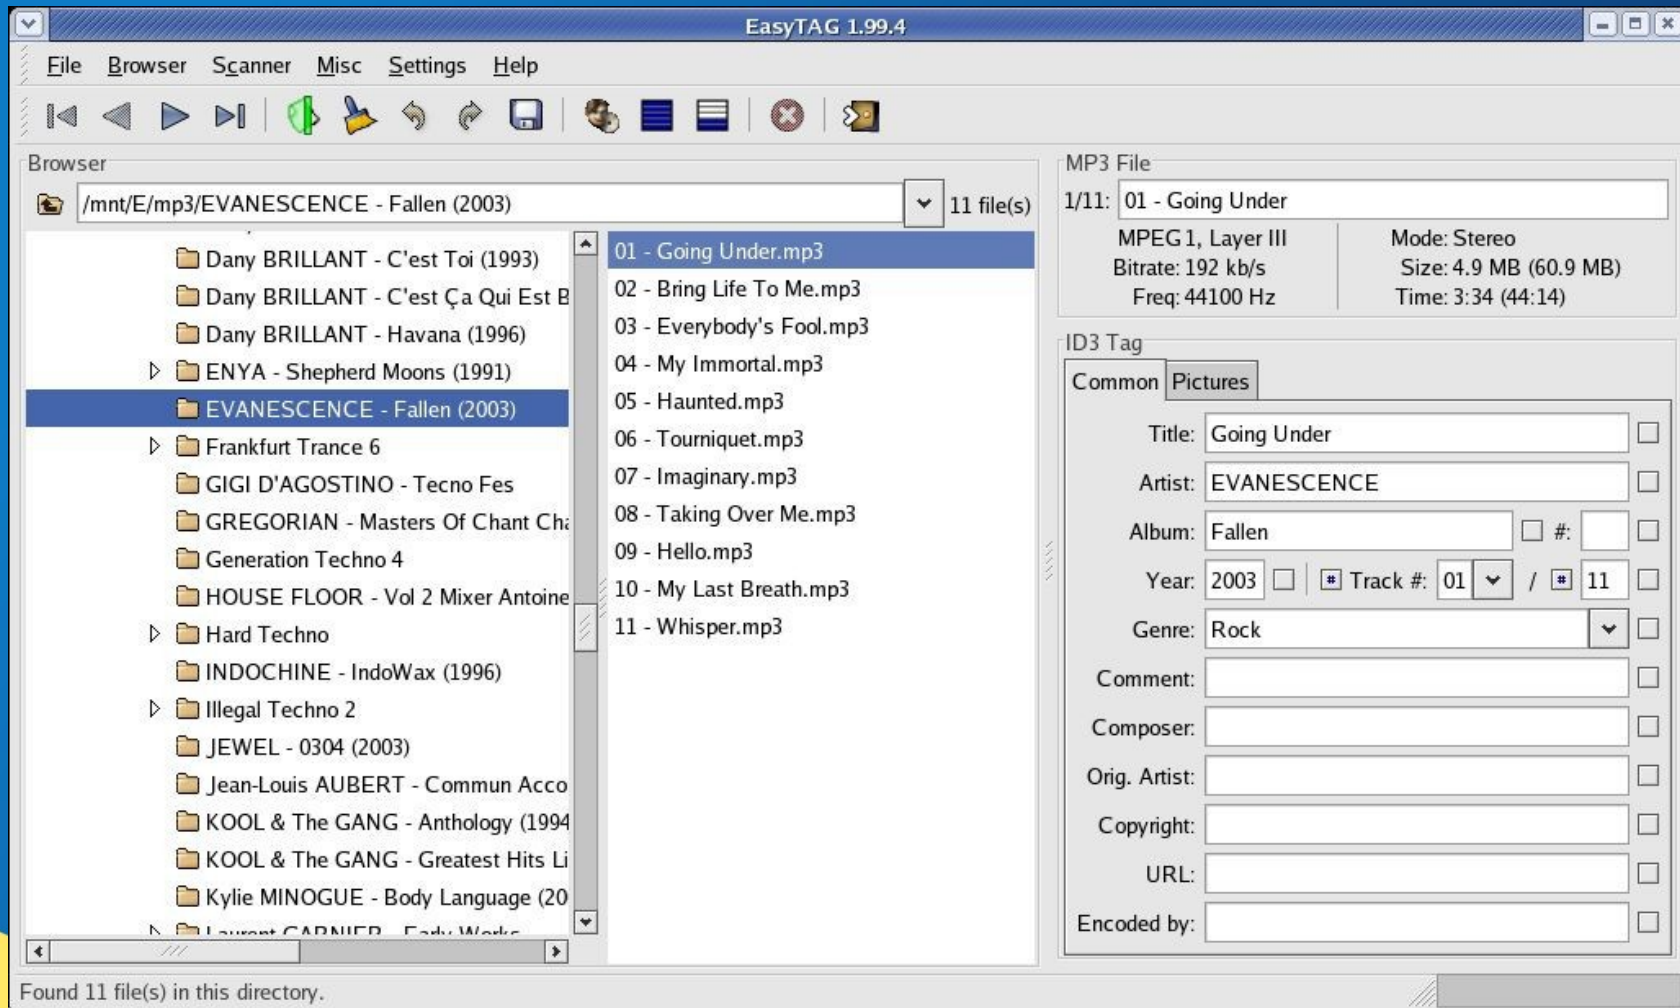 EasyTAG 1.99.4
File Browser Scanner Misc Settings Help
Browser
/mnt/E/mp3/EVANESCENCE - Fallen (2003) 11 file(s)
Dany BRILLANT - C'est Toi (1993)
Dany BRILLANT - C'est Ça Qui Est B
Dany BRILLANT - Havana (1996)
ENYA - Shepherd Moons (1991)
EVANESCENCE - Fallen (2003)
Frankfurt Trance 6
GIGI D'AGOSTINO - Tecno Fes
GREGORIAN - Masters Of Chant Cha
Generation Techno 4
HOUSE FLOOR - Vol 2 Mixer Antoine
Hard Techno
INDOCHINE - IndoWax (1996)
Illegal Techno 2
JEWEL - 0304 (2003)
Jean-Louis AUBERT - Commun Acco
KOOL & The GANG - Anthology (1994
KOOL & The GANG - Greatest Hits Li
Kylie MINOGUE - Body Language (20
Laurent GARNIER - Early Works
01 - Going Under.mp3
02 - Bring Life To Me.mp3
03 - Everybody's Fool.mp3
04 - My Immortal.mp3
05 - Haunted.mp3
06 - Tourniquet.mp3
07 - Imaginary.mp3
08 - Taking Over Me.mp3
09 - Hello.mp3
10 - My Last Breath.mp3
11 - Whisper.mp3
MP3 File
1/11: 01 - Going Under
MPEG 1, Layer III Mode: Stereo
Bitrate: 192 kb/s Size: 4.9 MB (60.9 MB)
Freq: 44100 Hz Time: 3:34 (44:14)
ID3 Tag
Common Pictures
Title: Going Under
Artist: EVANESCENCE
Album: Fallen #:
Year: 2003 # Track #: 01 / # 11
Genre: Rock
Comment:
Composer:
Orig. Artist:
Copyright:
URL:
Encoded by:
Found 11 file(s) in this directory.